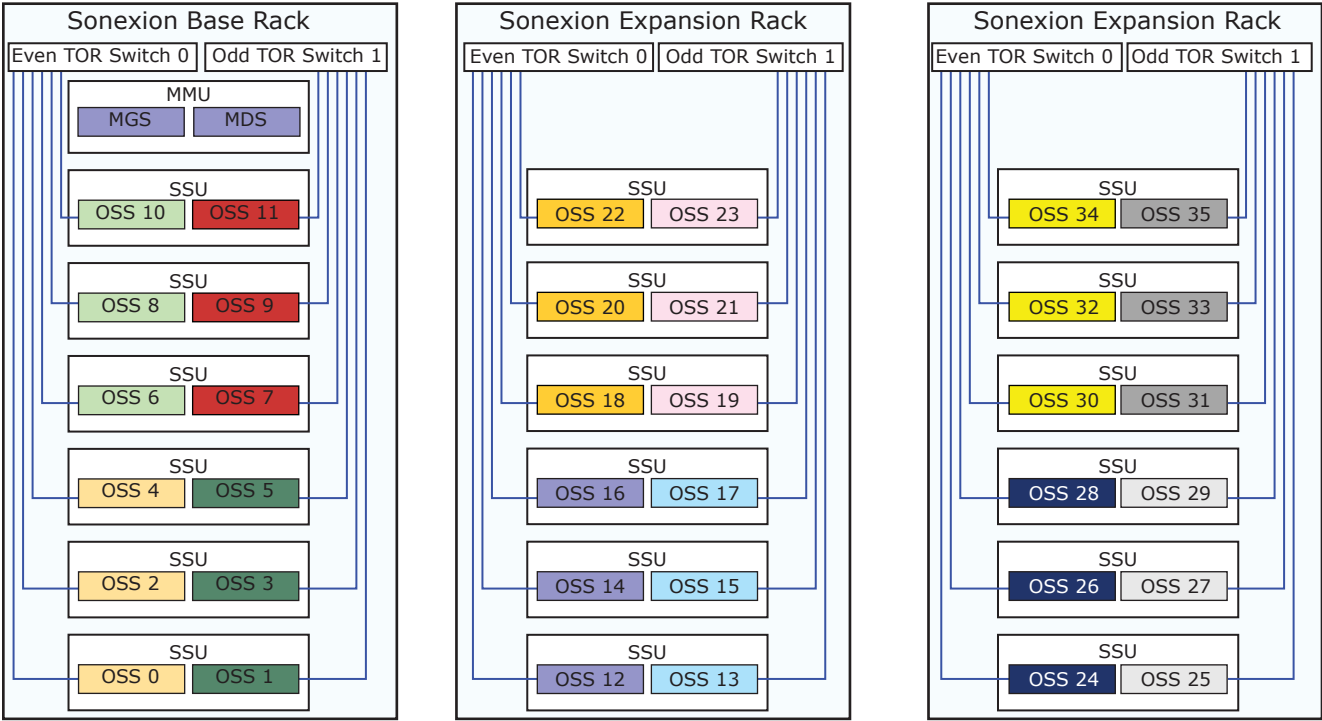 Sonexion Base Rack
Even TOR Switch 0
Odd TOR Switch 1
MMU
MGS
MDS
SSU
OSS 10
OSS 11
SSU
OSS 8
OSS 9
SSU
OSS 6
OSS 7
SSU
OSS 4
OSS 5
SSU
OSS 2
OSS 3
SSU
OSS 0
OSS 1
Sonexion Expansion Rack
Even TOR Switch 0
Odd TOR Switch 1
SSU
OSS 22
OSS 23
SSU
OSS 20
OSS 21
SSU
OSS 18
OSS 19
SSU
OSS 16
OSS 17
SSU
OSS 14
OSS 15
SSU
OSS 12
OSS 13
Sonexion Expansion Rack
Even TOR Switch 0
Odd TOR Switch 1
SSU
OSS 34
OSS 35
SSU
OSS 32
OSS 33
SSU
OSS 30
OSS 31
SSU
OSS 28
OSS 29
SSU
OSS 26
OSS 27
SSU
OSS 24
OSS 25